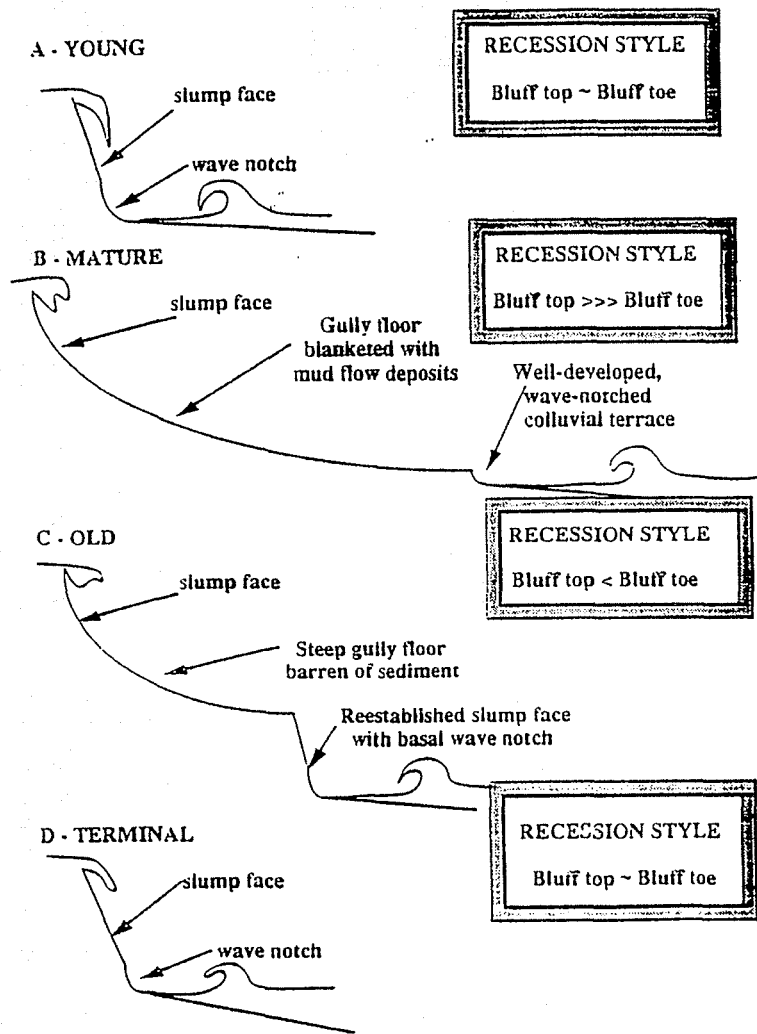 A - YOUNG
slump face
wave notch
RECESSION STYLE
Bluff top ~ Bluff toe
B - MATURE
slump face
Gully floor
blanketed with
mud flow deposits
Well-developed,
wave-notched
colluvial terrace
RECESSION STYLE
Bluff top >>> Bluff toe
C - OLD
slump face
Steep gully floor
barren of sediment
Reestablished slump face
with basal wave notch
RECESSION STYLE
Bluff top < Bluff toe
D - TERMINAL
slump face
wave notch
RECESSION STYLE
Bluff top ~ Bluff toe